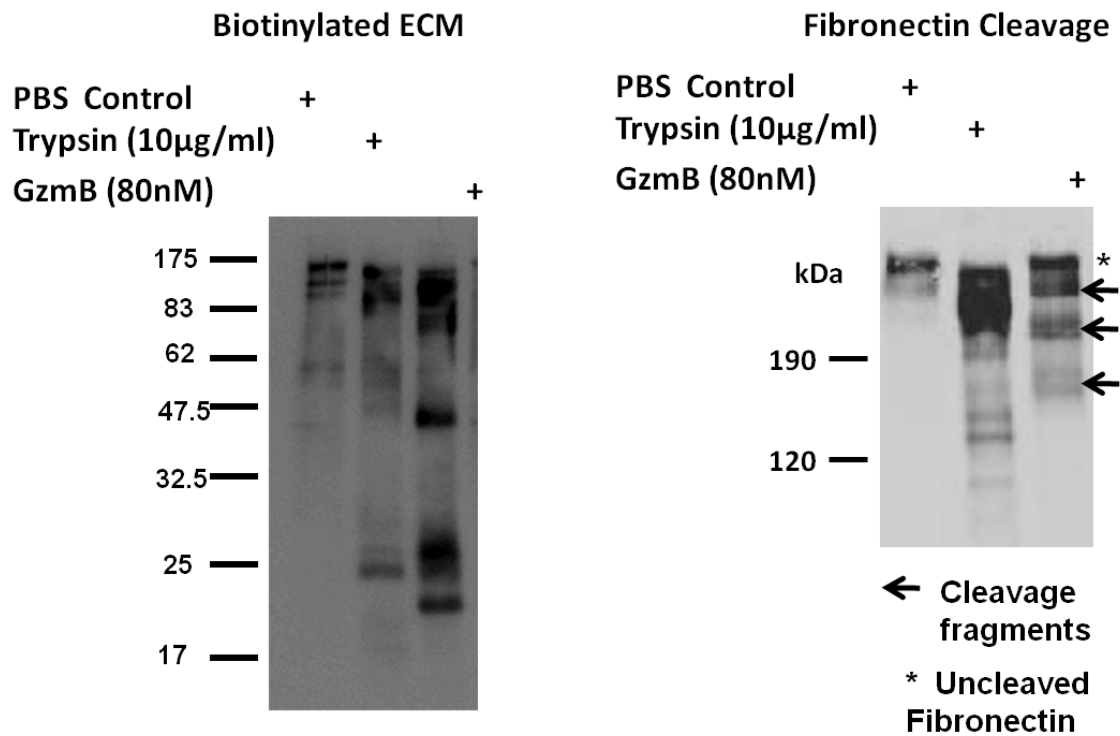 Biotinylated ECM
PBS Control +
Trypsin (10µg/ml) +
GzmB (80nM) +
175
83
62
47.5
32.5
25
17
Fibronectin Cleavage
PBS Control +
Trypsin (10µg/ml) +
GzmB (80nM) +
kDa *
190
120
← Cleavage
fragments
* Uncleaved
Fibronectin